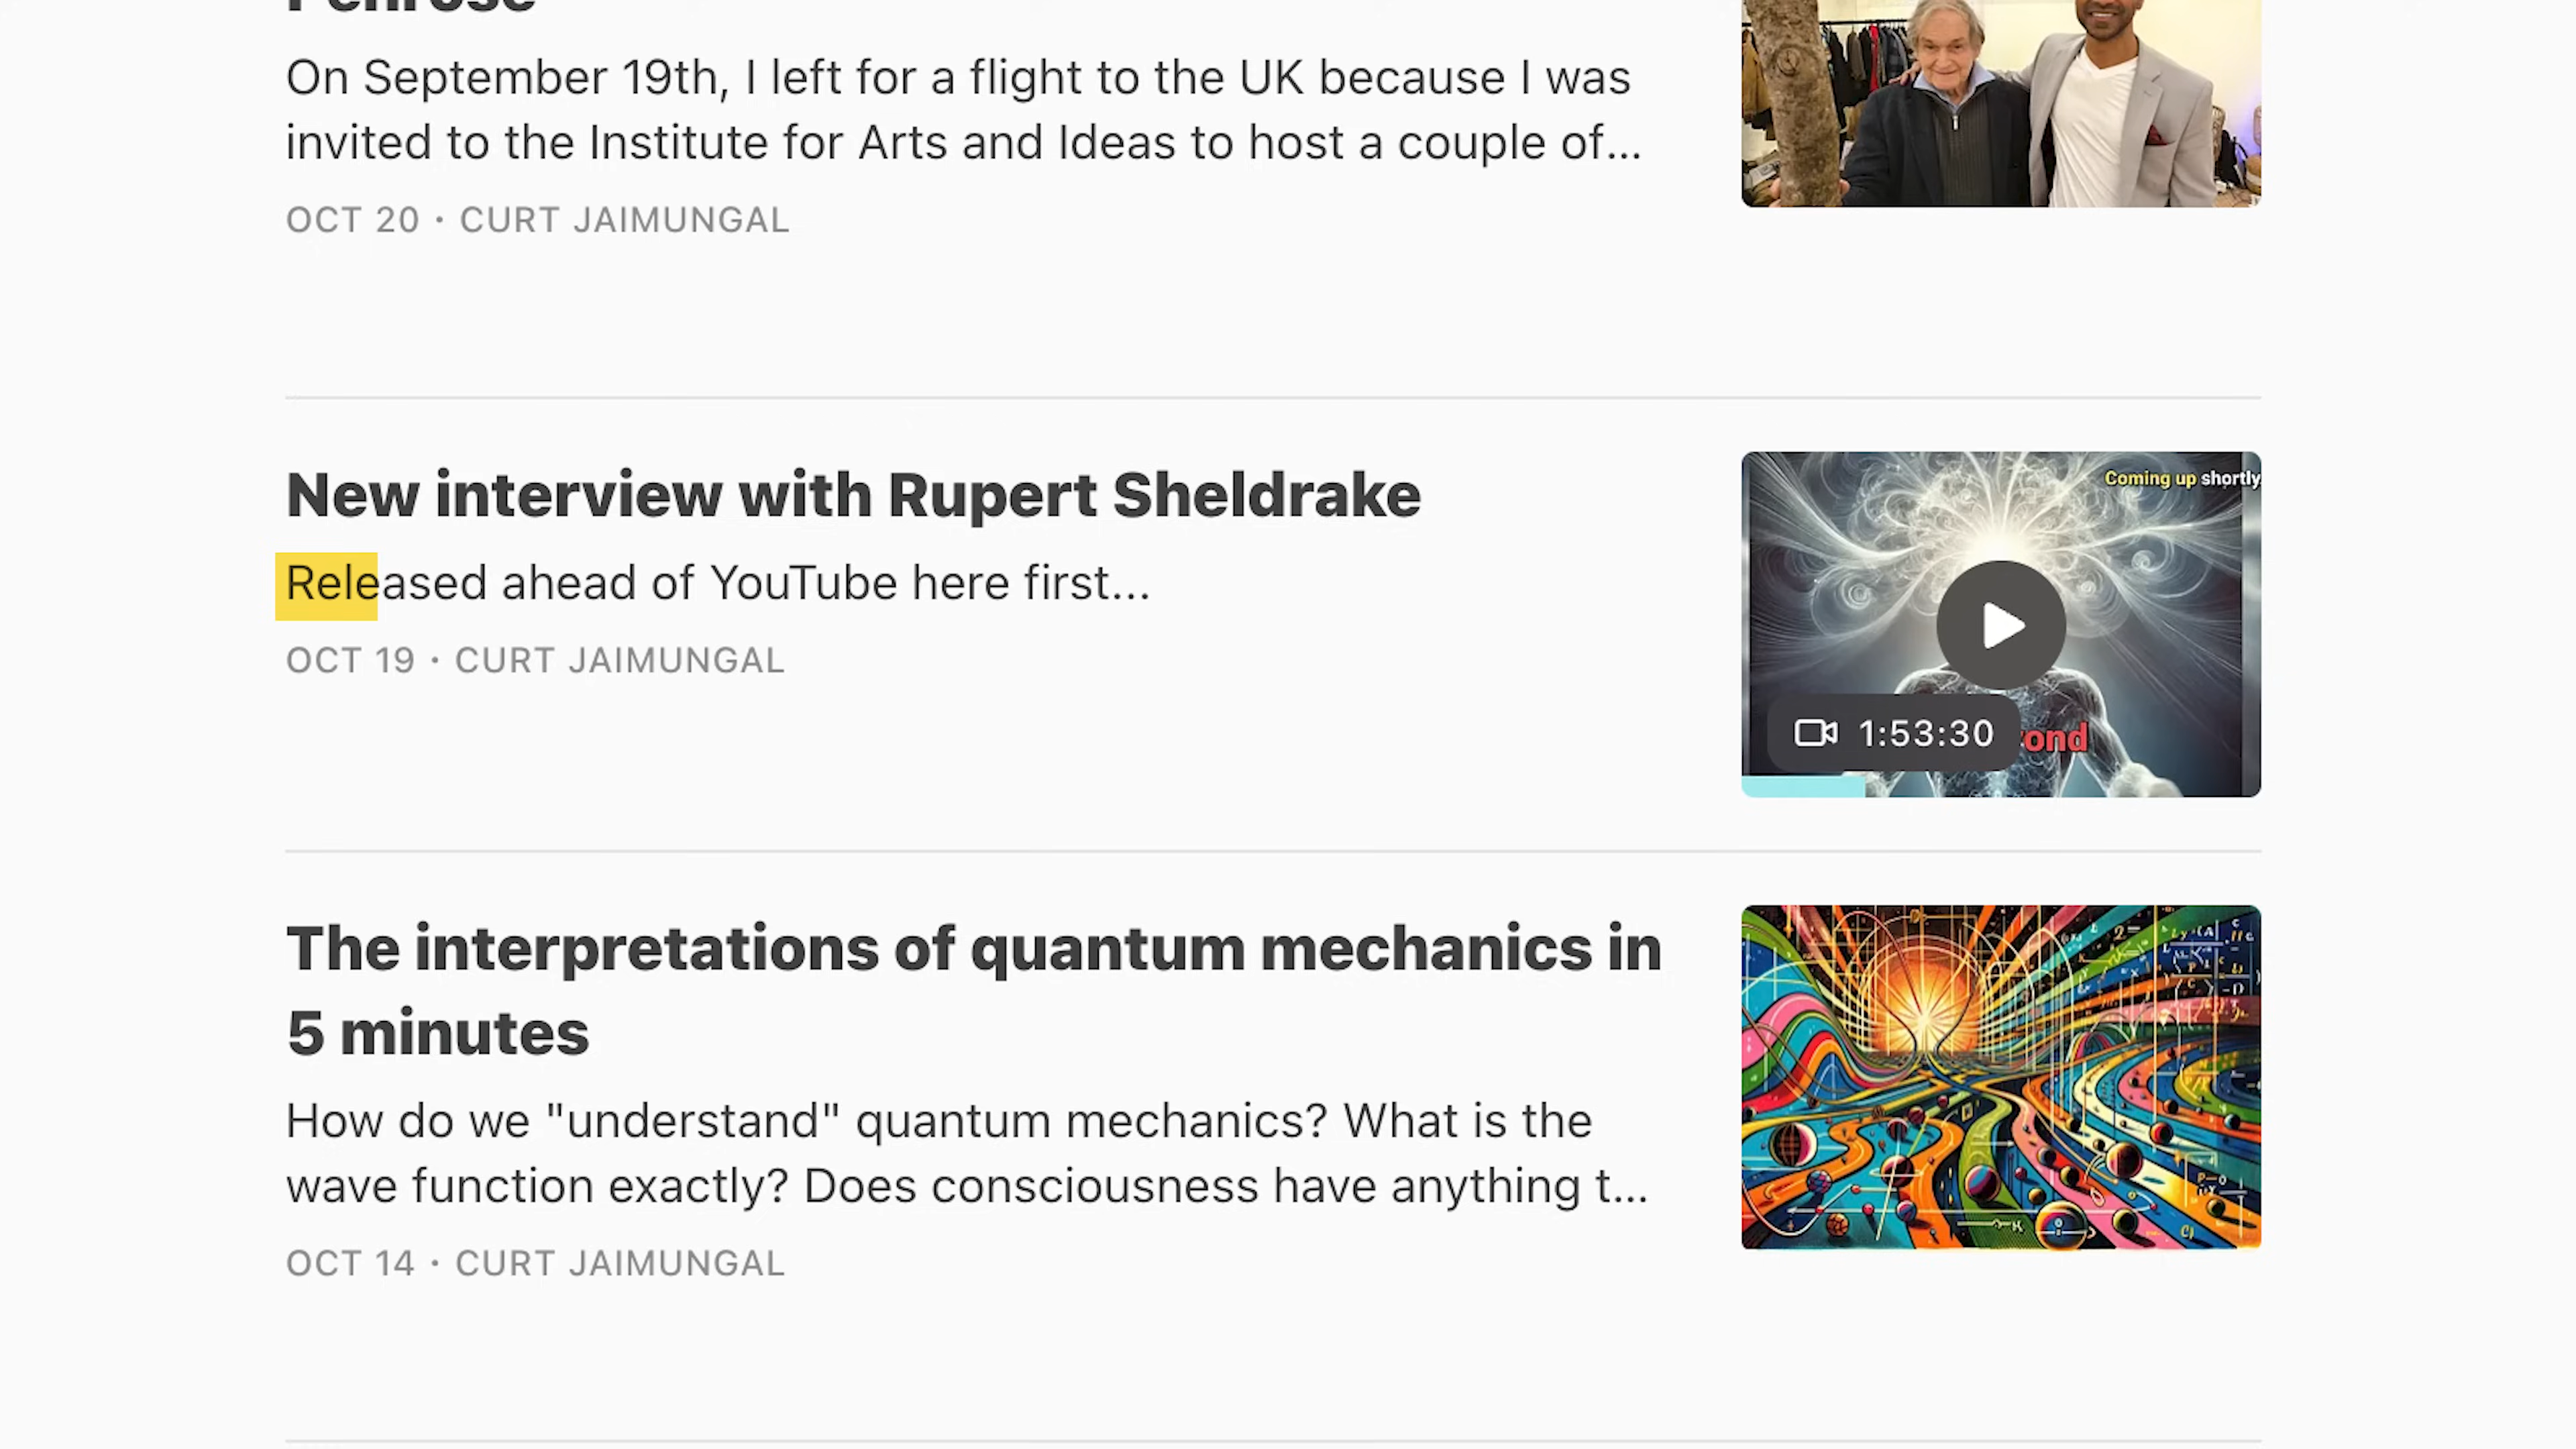 Penrose
On September 19th, I left for a flight to the UK because I was
invited to the Institute for Arts and Ideas to host a couple of...
OCT 20 • CURT JAIMUNGAL
New interview with Rupert Sheldrake
Released ahead of YouTube here first...
OCT 19 • CURT JAIMUNGAL
Coming up shortly
1:53:30
ond
The interpretations of quantum mechanics in
5 minutes
How do we "understand" quantum mechanics? What is the
wave function exactly? Does consciousness have anything t...
OCT 14 • CURT JAIMUNGAL